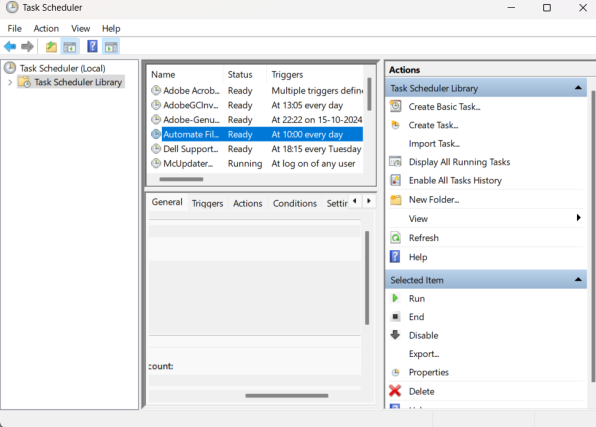 Task Scheduler
File Action View Help
Task Scheduler (Local)
Task Scheduler Library
Name Status Triggers
Adobe Acrob... Ready Multiple triggers define
AdobeGCInv... Ready At 13:05 every day
Adobe-Genu... Ready At 22:22 on 15-10-2024
Automate Fil... Ready At 10:00 every day
Dell Support... Ready At 18:15 every Tuesday
McUpdater... Running At log on of any user
General Triggers Actions Conditions Settin
count:
Actions
Task Scheduler Library
Create Basic Task...
Create Task...
Import Task...
Display All Running Tasks
Enable All Tasks History
New Folder...
View
Refresh
Help
Selected Item
Run
End
Disable
Export...
Properties
Delete